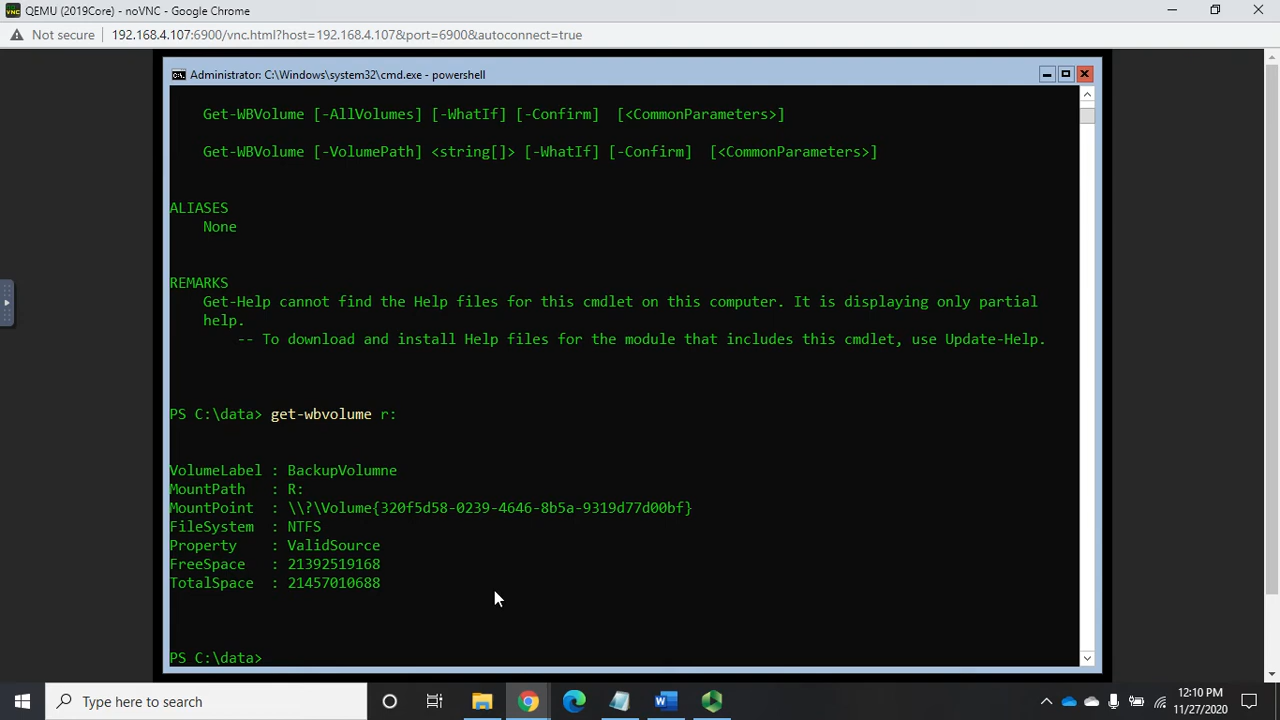 QEMU (2019Core) - noVNC - Google Chrome
Not secure
192.168.4.107:6900/vnc.html?host=192.168.4.107&port=6900&autoconnect=true
Administrator: C:\Windows\system32\cmd.exe - powershell
Get-WBVolume [-AllVolumes] [-WhatIf] [-Confirm]  [<CommonParameters>]
Get-WBVolume [-VolumePath] <string[]> [-WhatIf] [-Confirm]  [<CommonParameters>]
ALIASES
None
REMARKS
Get-Help cannot find the Help files for this cmdlet on this computer. It is displaying only partial
help.
-- To download and install Help files for the module that includes this cmdlet, use Update-Help.
PS C:\data> get-wbvolume r:
VolumeLabel : BackupVolumne
MountPath   : R:
MountPoint  : \\?\Volume{320f5d58-0239-4646-8b5a-9319d77d00bf}
FileSystem  : NTFS
Property    : ValidSource
FreeSpace   : 21392519168
TotalSpace  : 21457010688
PS C:\data>
Type here to search
12:10 PM
11/27/2020